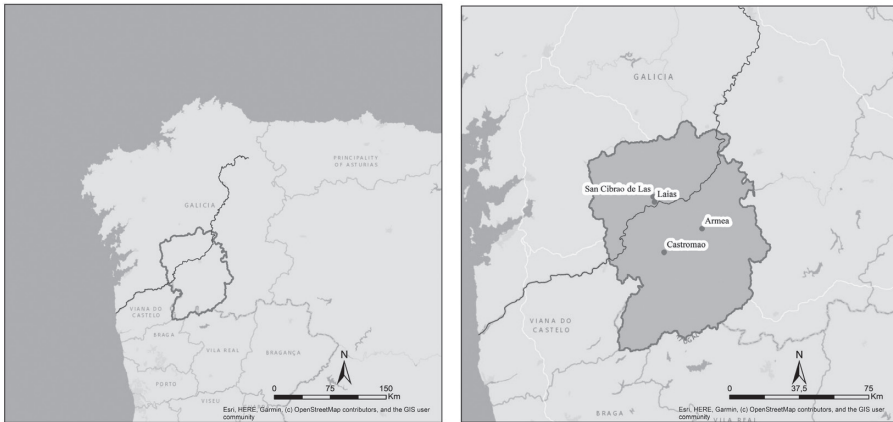 PRINCIPALITY
OF ASTURIAS
GALICIA
VIANA DO
CASTELO
BRAGA
VILA REAL
BRAGANÇA
PORTO
VISEU
N
0 75 150
Km
Esri, HERE, Garmin, (c) OpenStreetMap contributors, and the GIS user
community
GALICIA
San Cibrao de Las
Laias
Armea
Castromao
VIANA DO
CASTELO
BRAGA
VILA REAL
N
0 37,5 75
Km
Esri, HERE, Garmin, (c) OpenStreetMap contributors, and the GIS user
community